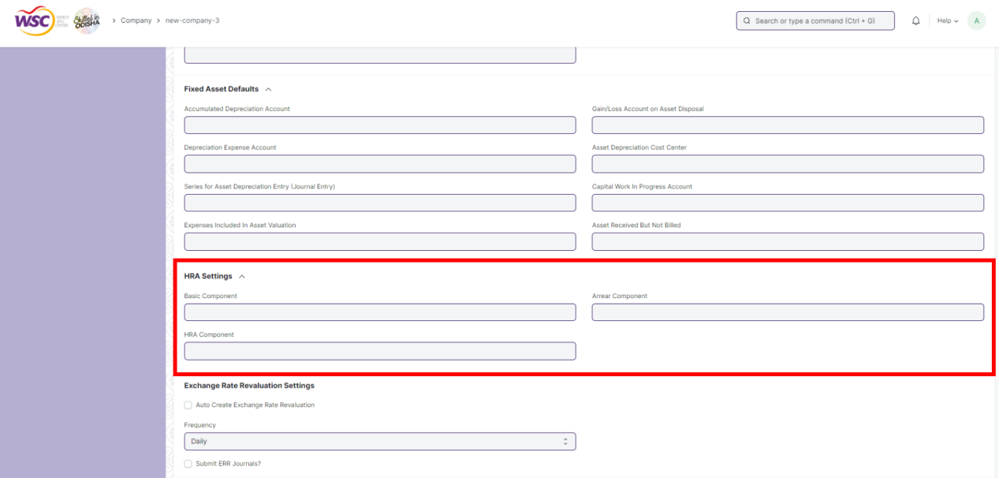 WSC WORLD SKILL CENTER Skilled in ODISHA > Company > new-company-3 Search or type a command (Ctrl + G) Help A
Fixed Asset Defaults
Accumulated Depreciation Account Gain/Loss Account on Asset Disposal
Depreciation Expense Account Asset Depreciation Cost Center
Series for Asset Depreciation Entry (Journal Entry) Capital Work In Progress Account
Expenses Included In Asset Valuation Asset Received But Not Billed
HRA Settings
Basic Component Arrear Component
HRA Component
Exchange Rate Revaluation Settings
Auto Create Exchange Rate Revaluation
Frequency
Daily
Submit ERR Journals?